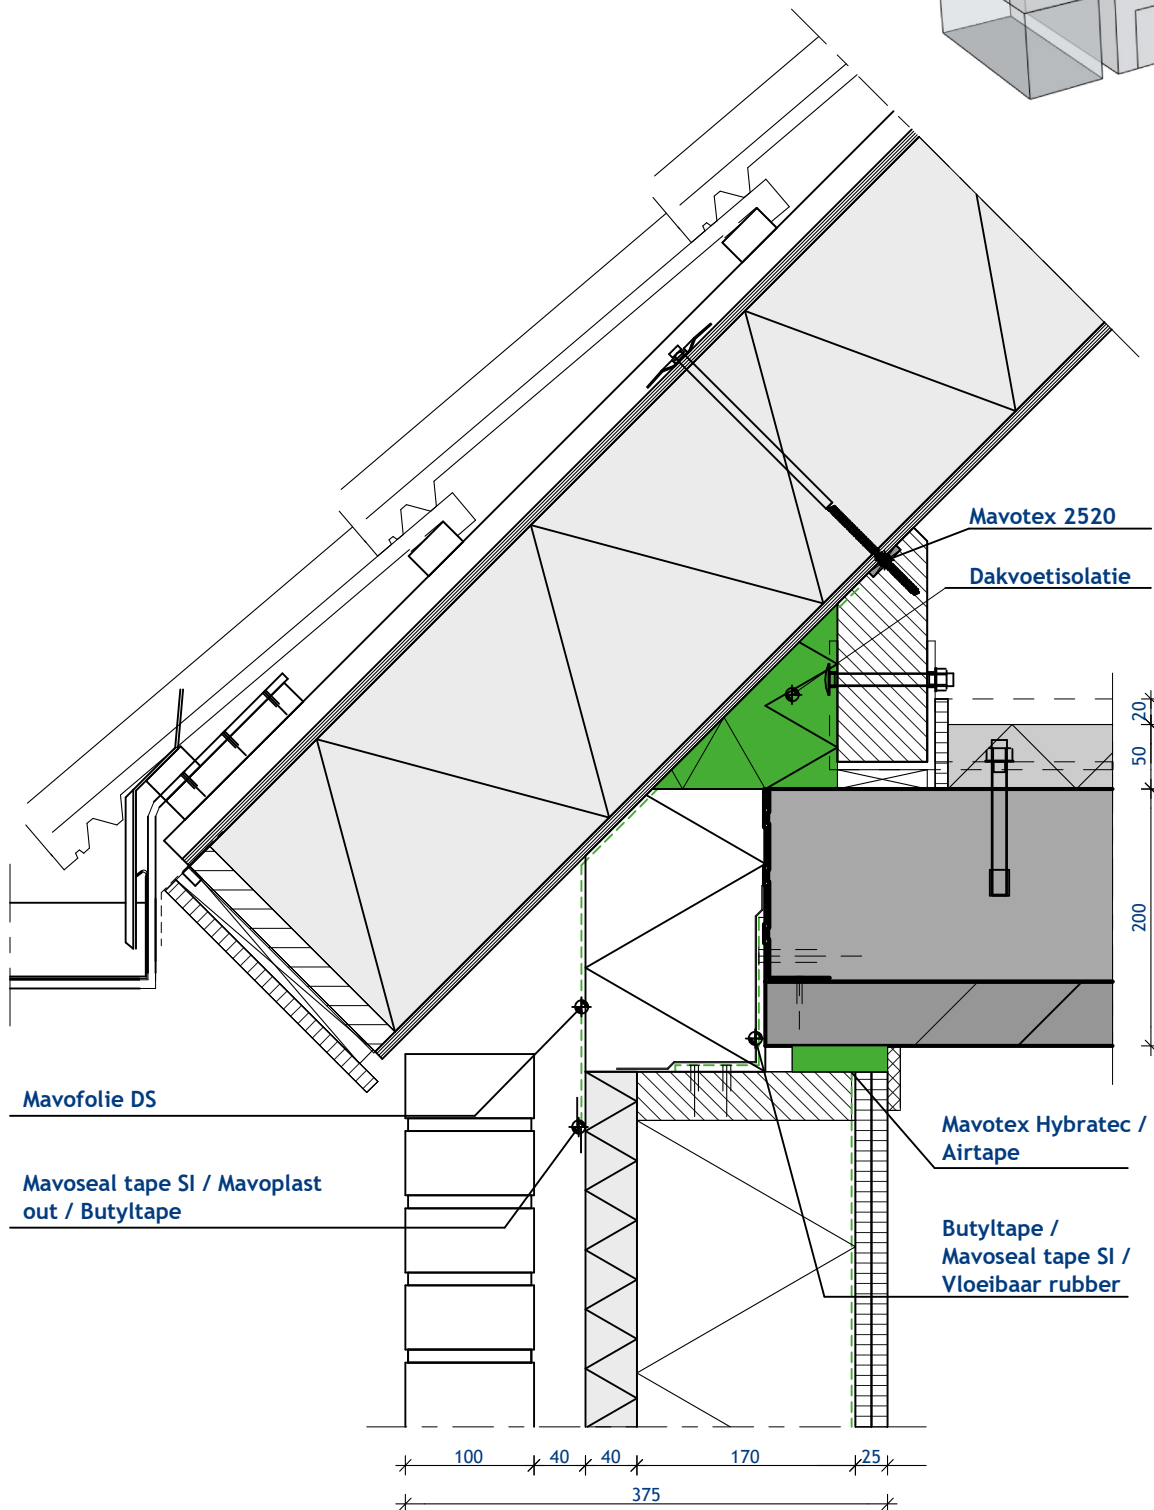 Mavotex 2520
Dakvoetisolatie
20
50
200
Mavofolie DS
Mavoseal tape SI / Mavoplast
out / Butyltape
Mavotex Hybratec /
Airtape
Butyltape /
Mavoseal tape SI /
Vloeibaar rubber
100
40
40
170
25
375